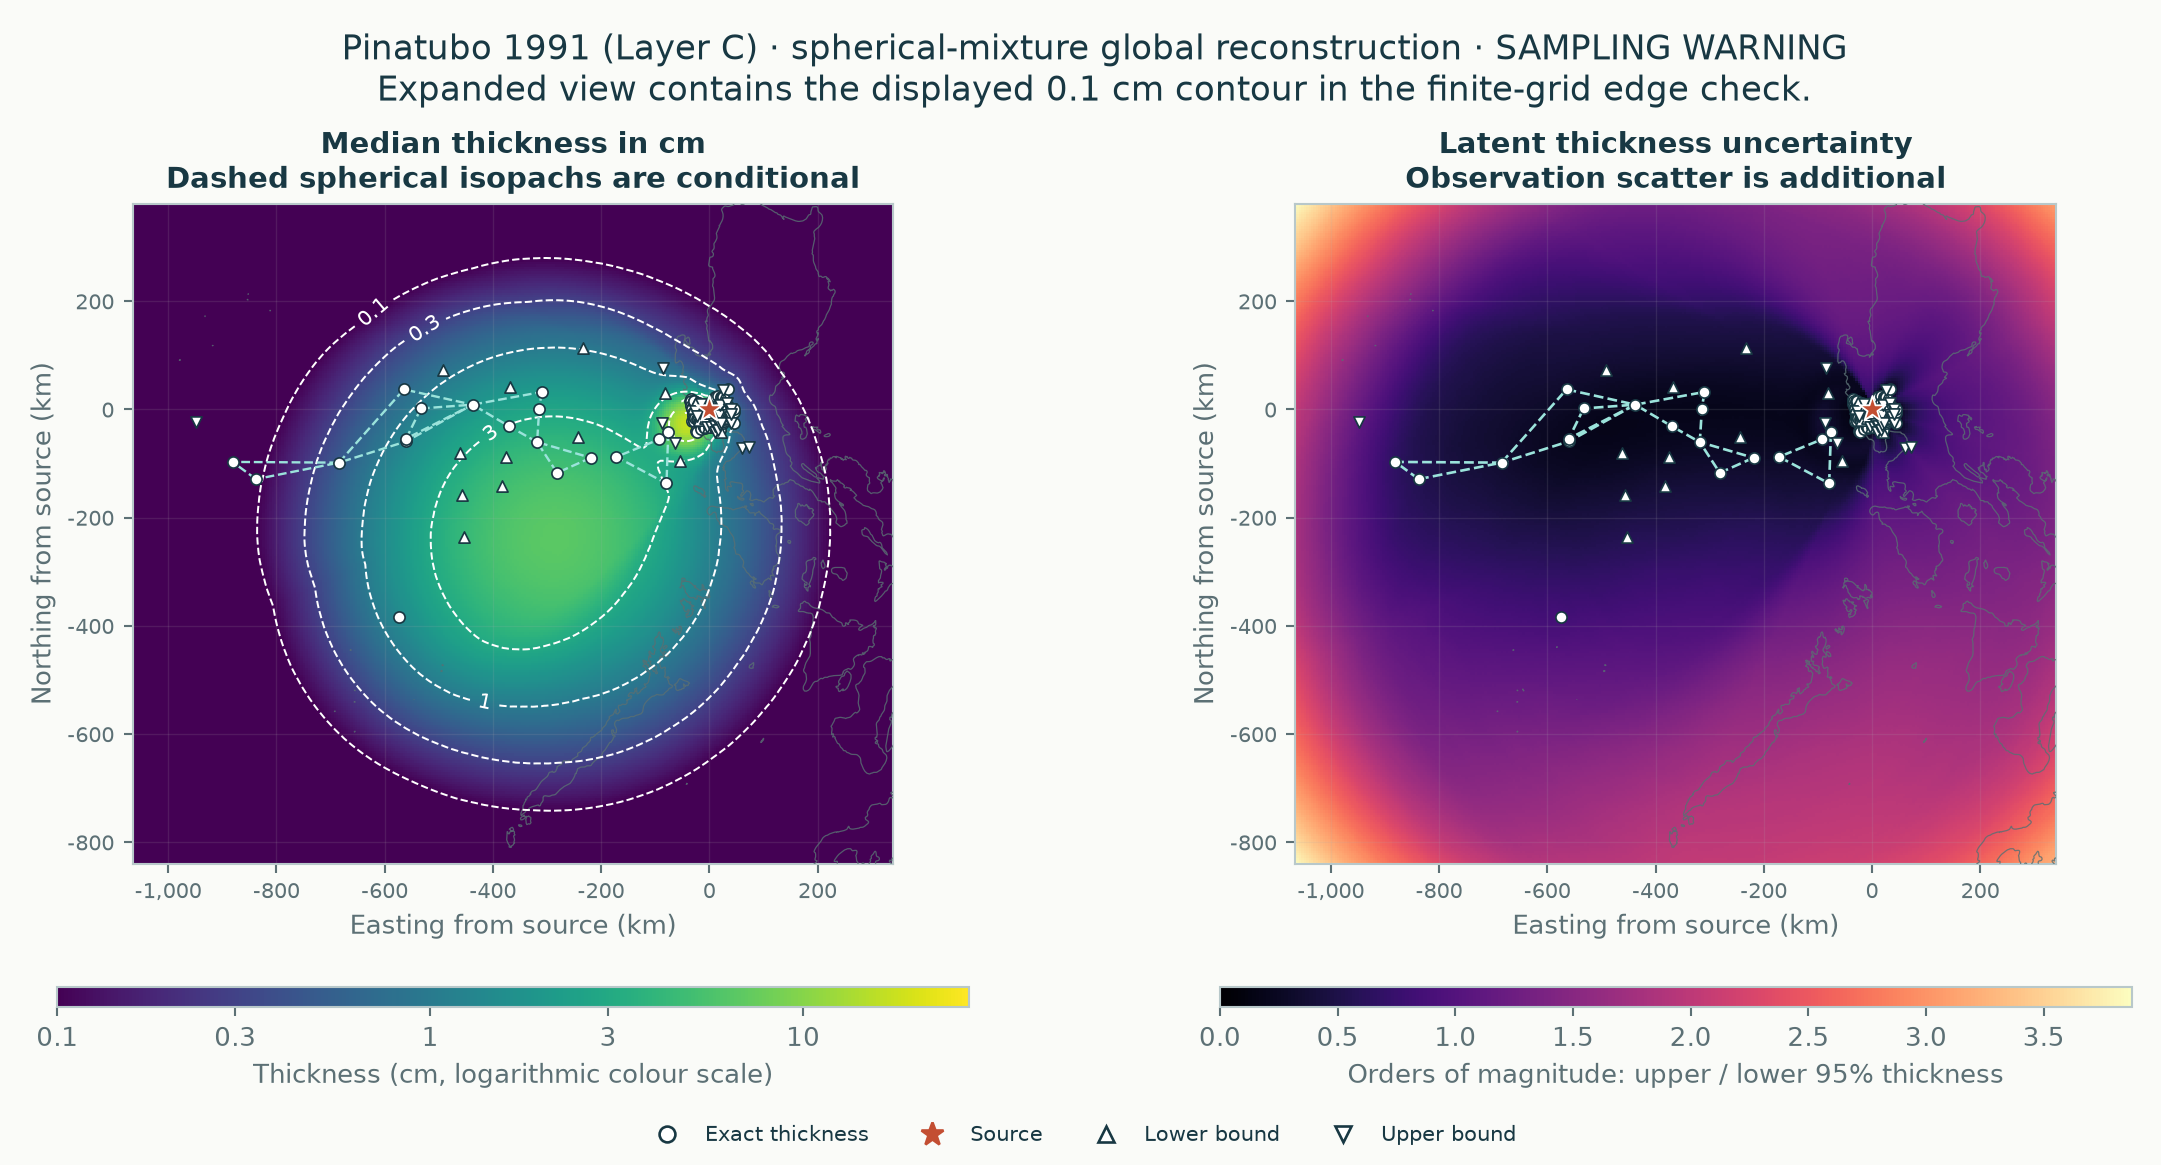 Pinatubo 1991 (Layer C) · spherical-mixture global reconstruction · SAMPLING WARNING
Expanded view contains the displayed 0.1 cm contour in the finite-grid edge check.
Median thickness in cm
Dashed spherical isopachs are conditional
200
0
-200
-400
-600
-800
Northing from source (km)
0.1
0.3
3
1
-1,000
-800
-600
-400
-200
0
200
Easting from source (km)
0.1
0.3
1
3
10
Thickness (cm, logarithmic colour scale)
Latent thickness uncertainty
Observation scatter is additional
200
0
-200
-400
-600
-800
Northing from source (km)
-1,000
-800
-600
-400
-200
0
200
Easting from source (km)
0.0
0.5
1.0
1.5
2.0
2.5
3.0
3.5
Orders of magnitude: upper / lower 95% thickness
Exact thickness
Source
Lower bound
Upper bound